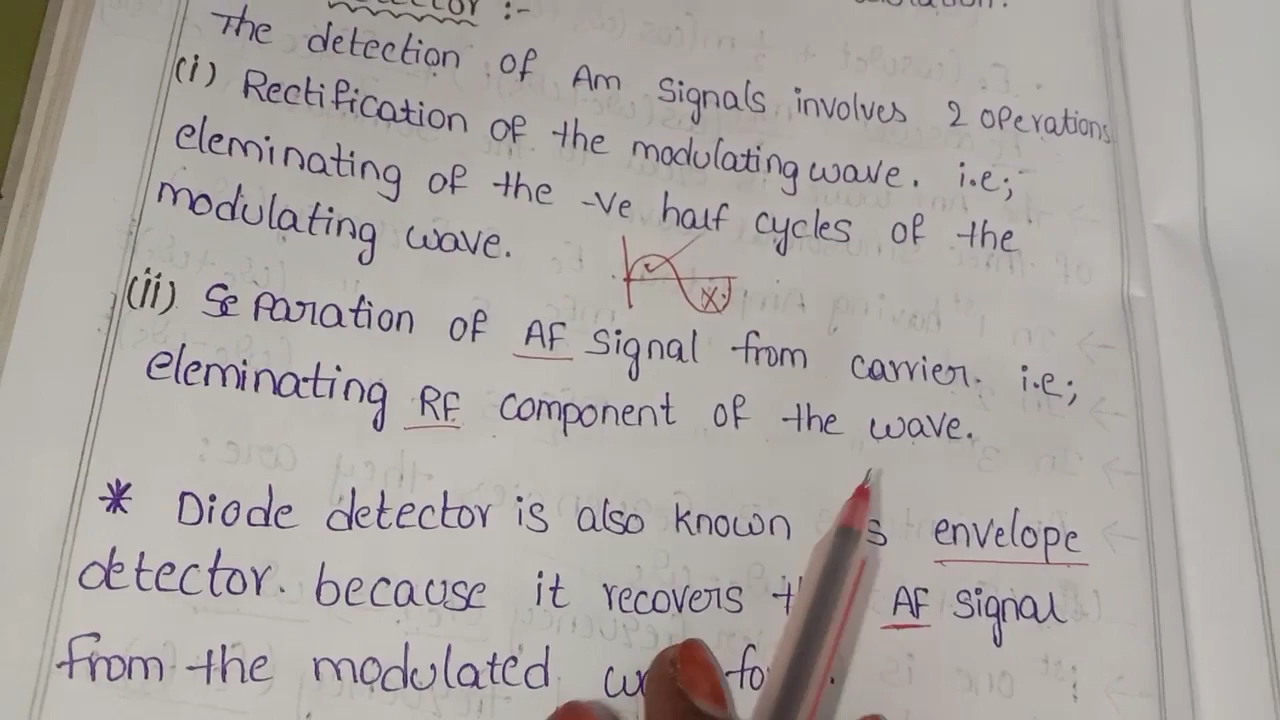 :-
The detection of Am Signals involves 2 operations
(i) Rectification of the modulating wave. i.e;
eleminating of the -ve half cycles of the
modulating wave.
(ii) Separation of AF Signal from carrier. i.e;
eleminating RF component of the wave.
* Diode detector is also known envelope
detector. because it recovers AF signal
from the modulated